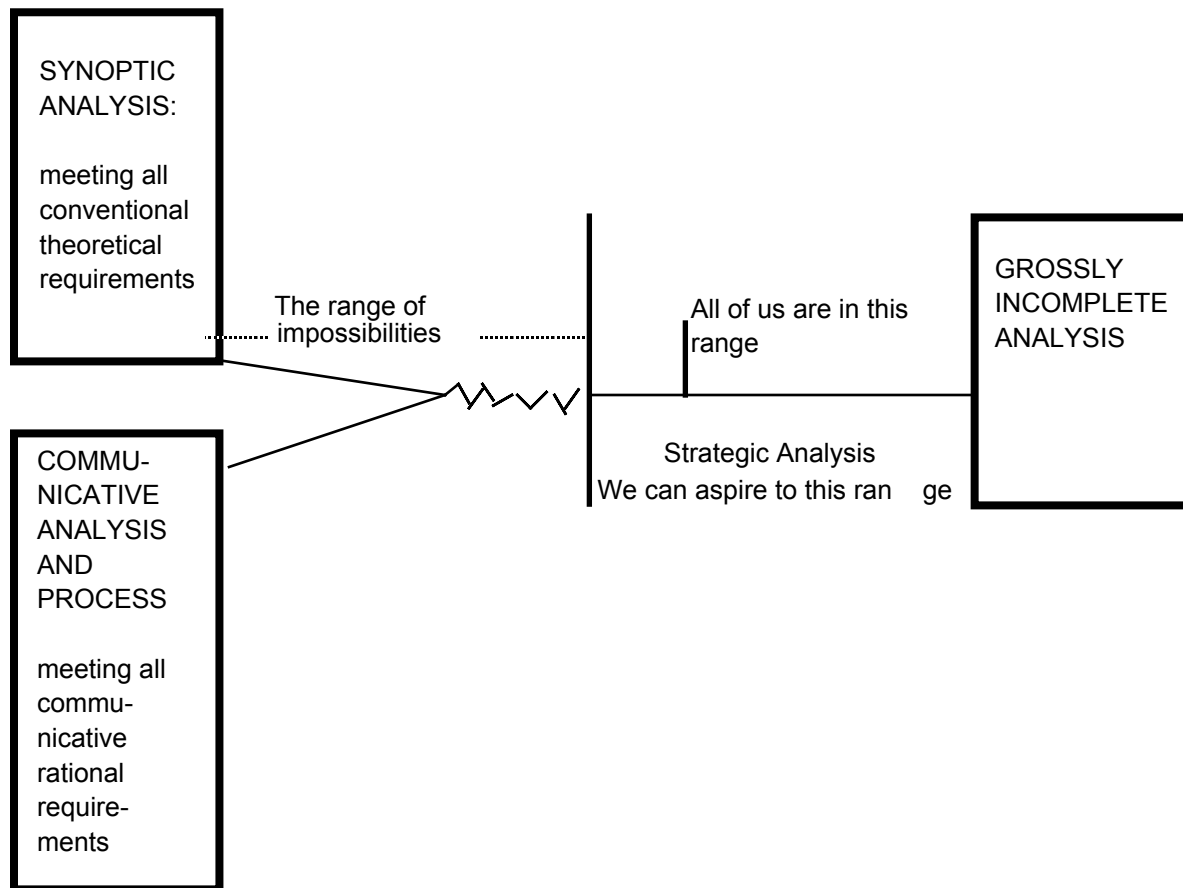 SYNOPTIC
ANALYSIS:
meeting all
conventional
theoretical
requirements
The range of
impossibilities
COMMU-
NICATIVE
ANALYSIS
AND
PROCESS
meeting all
commu-
nicative
rational
require-
ments
All of us are in this
range
Strategic Analysis
We can aspire to this ran ge
GROSSLY
INCOMPLETE
ANALYSIS